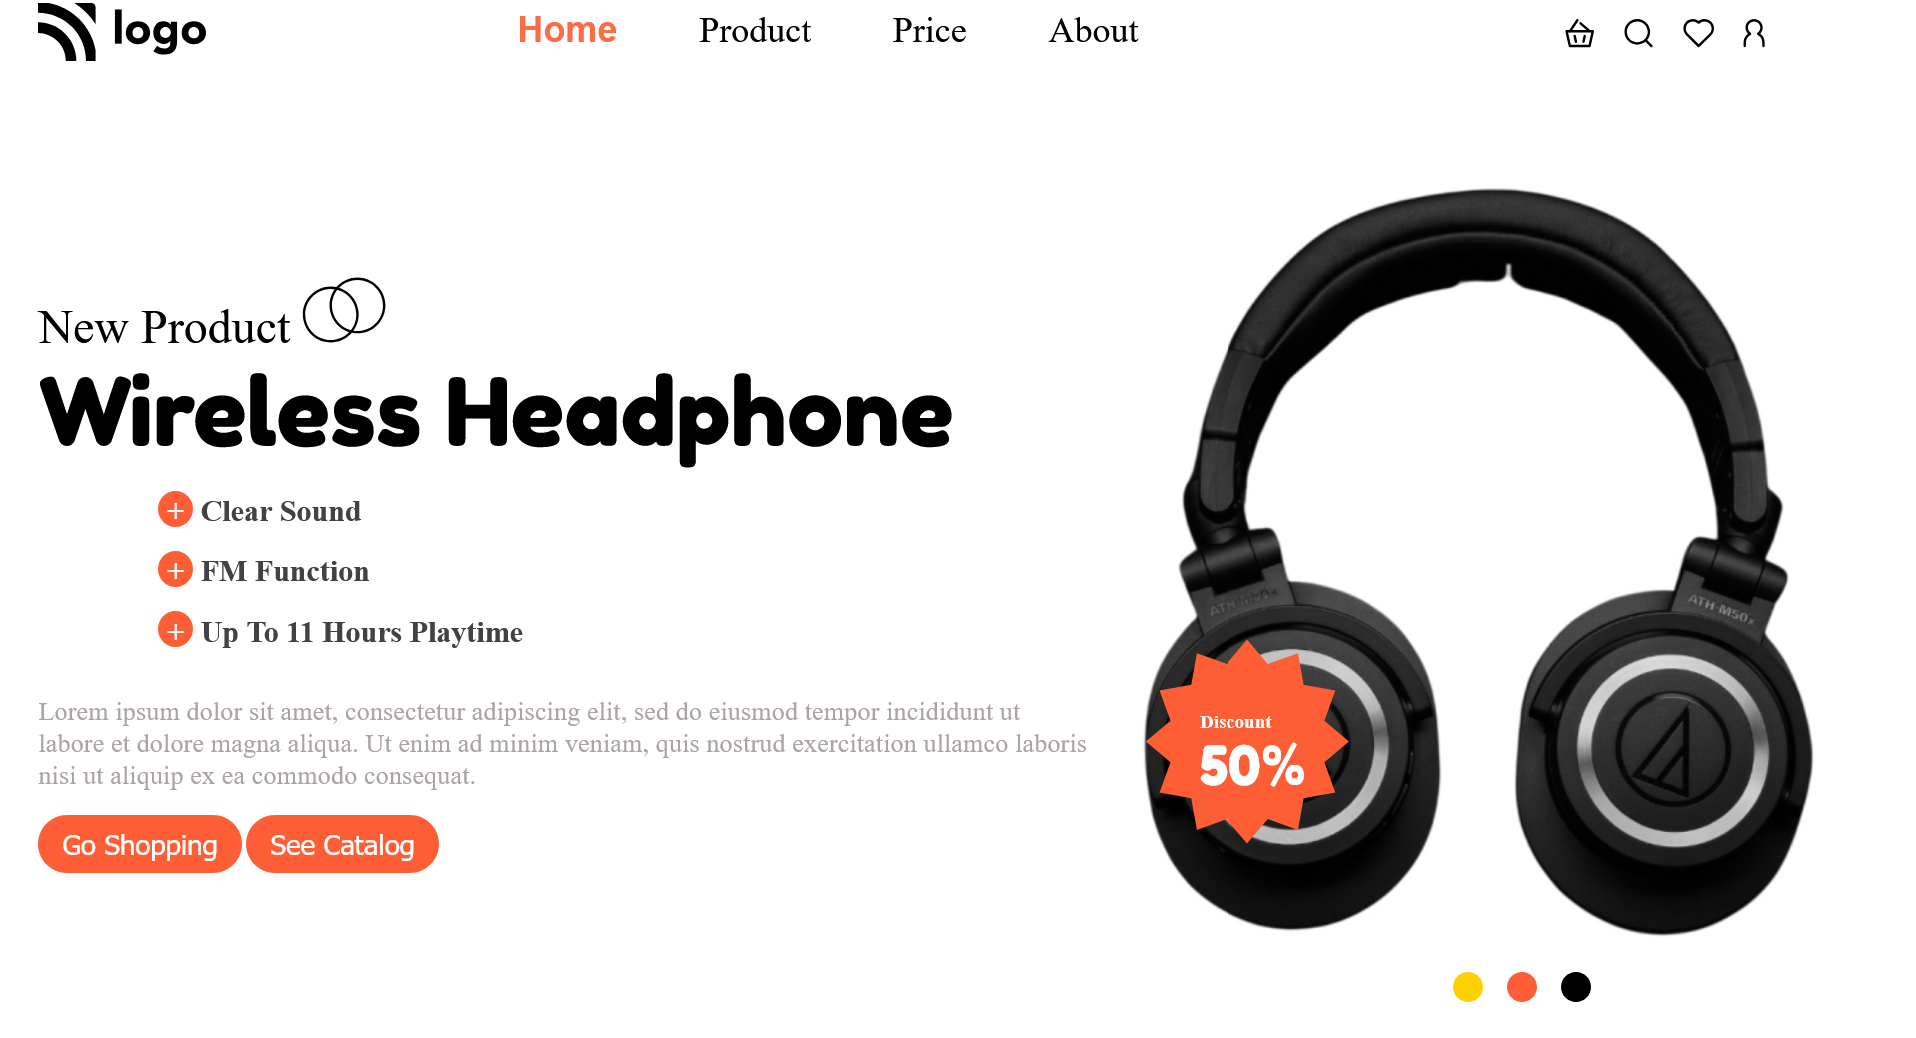 logo
Home
Product
Price
About
New Product
Wireless Headphone
+ Clear Sound
+ FM Function
+ Up To 11 Hours Playtime
Lorem ipsum dolor sit amet, consectetur adipiscing elit, sed do eiusmod tempor incididunt ut
labore et dolore magna aliqua. Ut enim ad minim veniam, quis nostrud exercitation ullamco laboris
nisi ut aliquip ex ea commodo consequat.
Go Shopping
See Catalog
ATH-M50x
ATH-M50x
Discount
50%